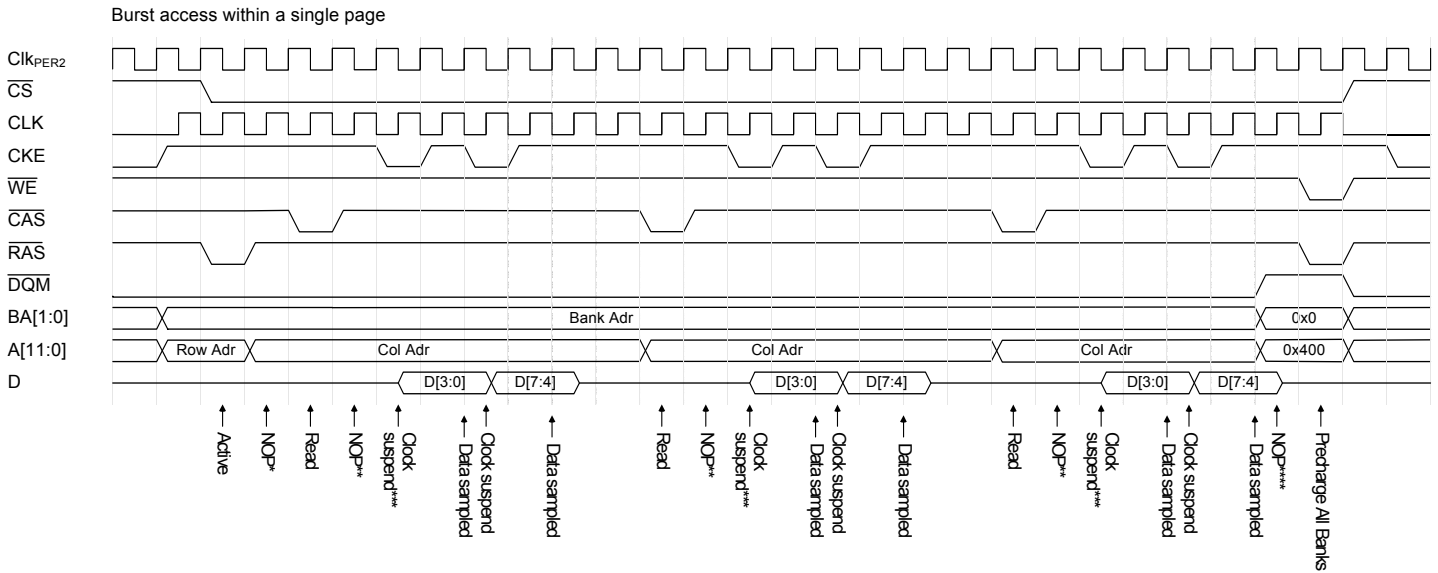 Burst access within a single page
ClkPER2
CS
CLK
CKE
WE
CAS
RAS
DQM
BA[1:0]
Bank Adr
0x0
A[11:0]
Row Adr
Col Adr
Col Adr
Col Adr
0x400
D
D[3:0]
D[7:4]
D[3:0]
D[7:4]
D[3:0]
D[7:4]
Active
NOP*
Read
NOP**
Clock
suspend***
Data sampled
Clock suspend
Data sampled
Read
NOP**
Clock
suspend***
Data sampled
Clock suspend
Data sampled
Read
NOP**
Clock
suspend***
Data sampled
Clock suspend
Data sampled
NOP****
Precharge All Banks